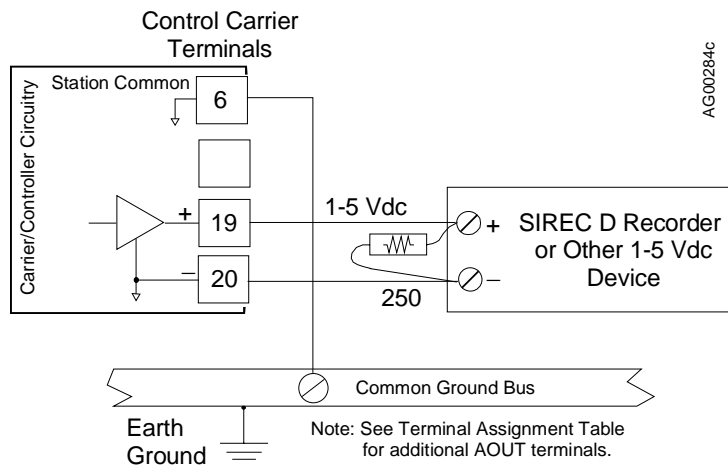 Control Carrier
Terminals
AG00284c
Carrier/Controller Circuitry
Station Common
6
+
19
1-5 Vdc
–
20
250
+
–
SIREC D Recorder
or Other 1-5 Vdc
Device
Common Ground Bus
Earth
Ground
Note: See Terminal Assignment Table
for additional AOUT terminals.